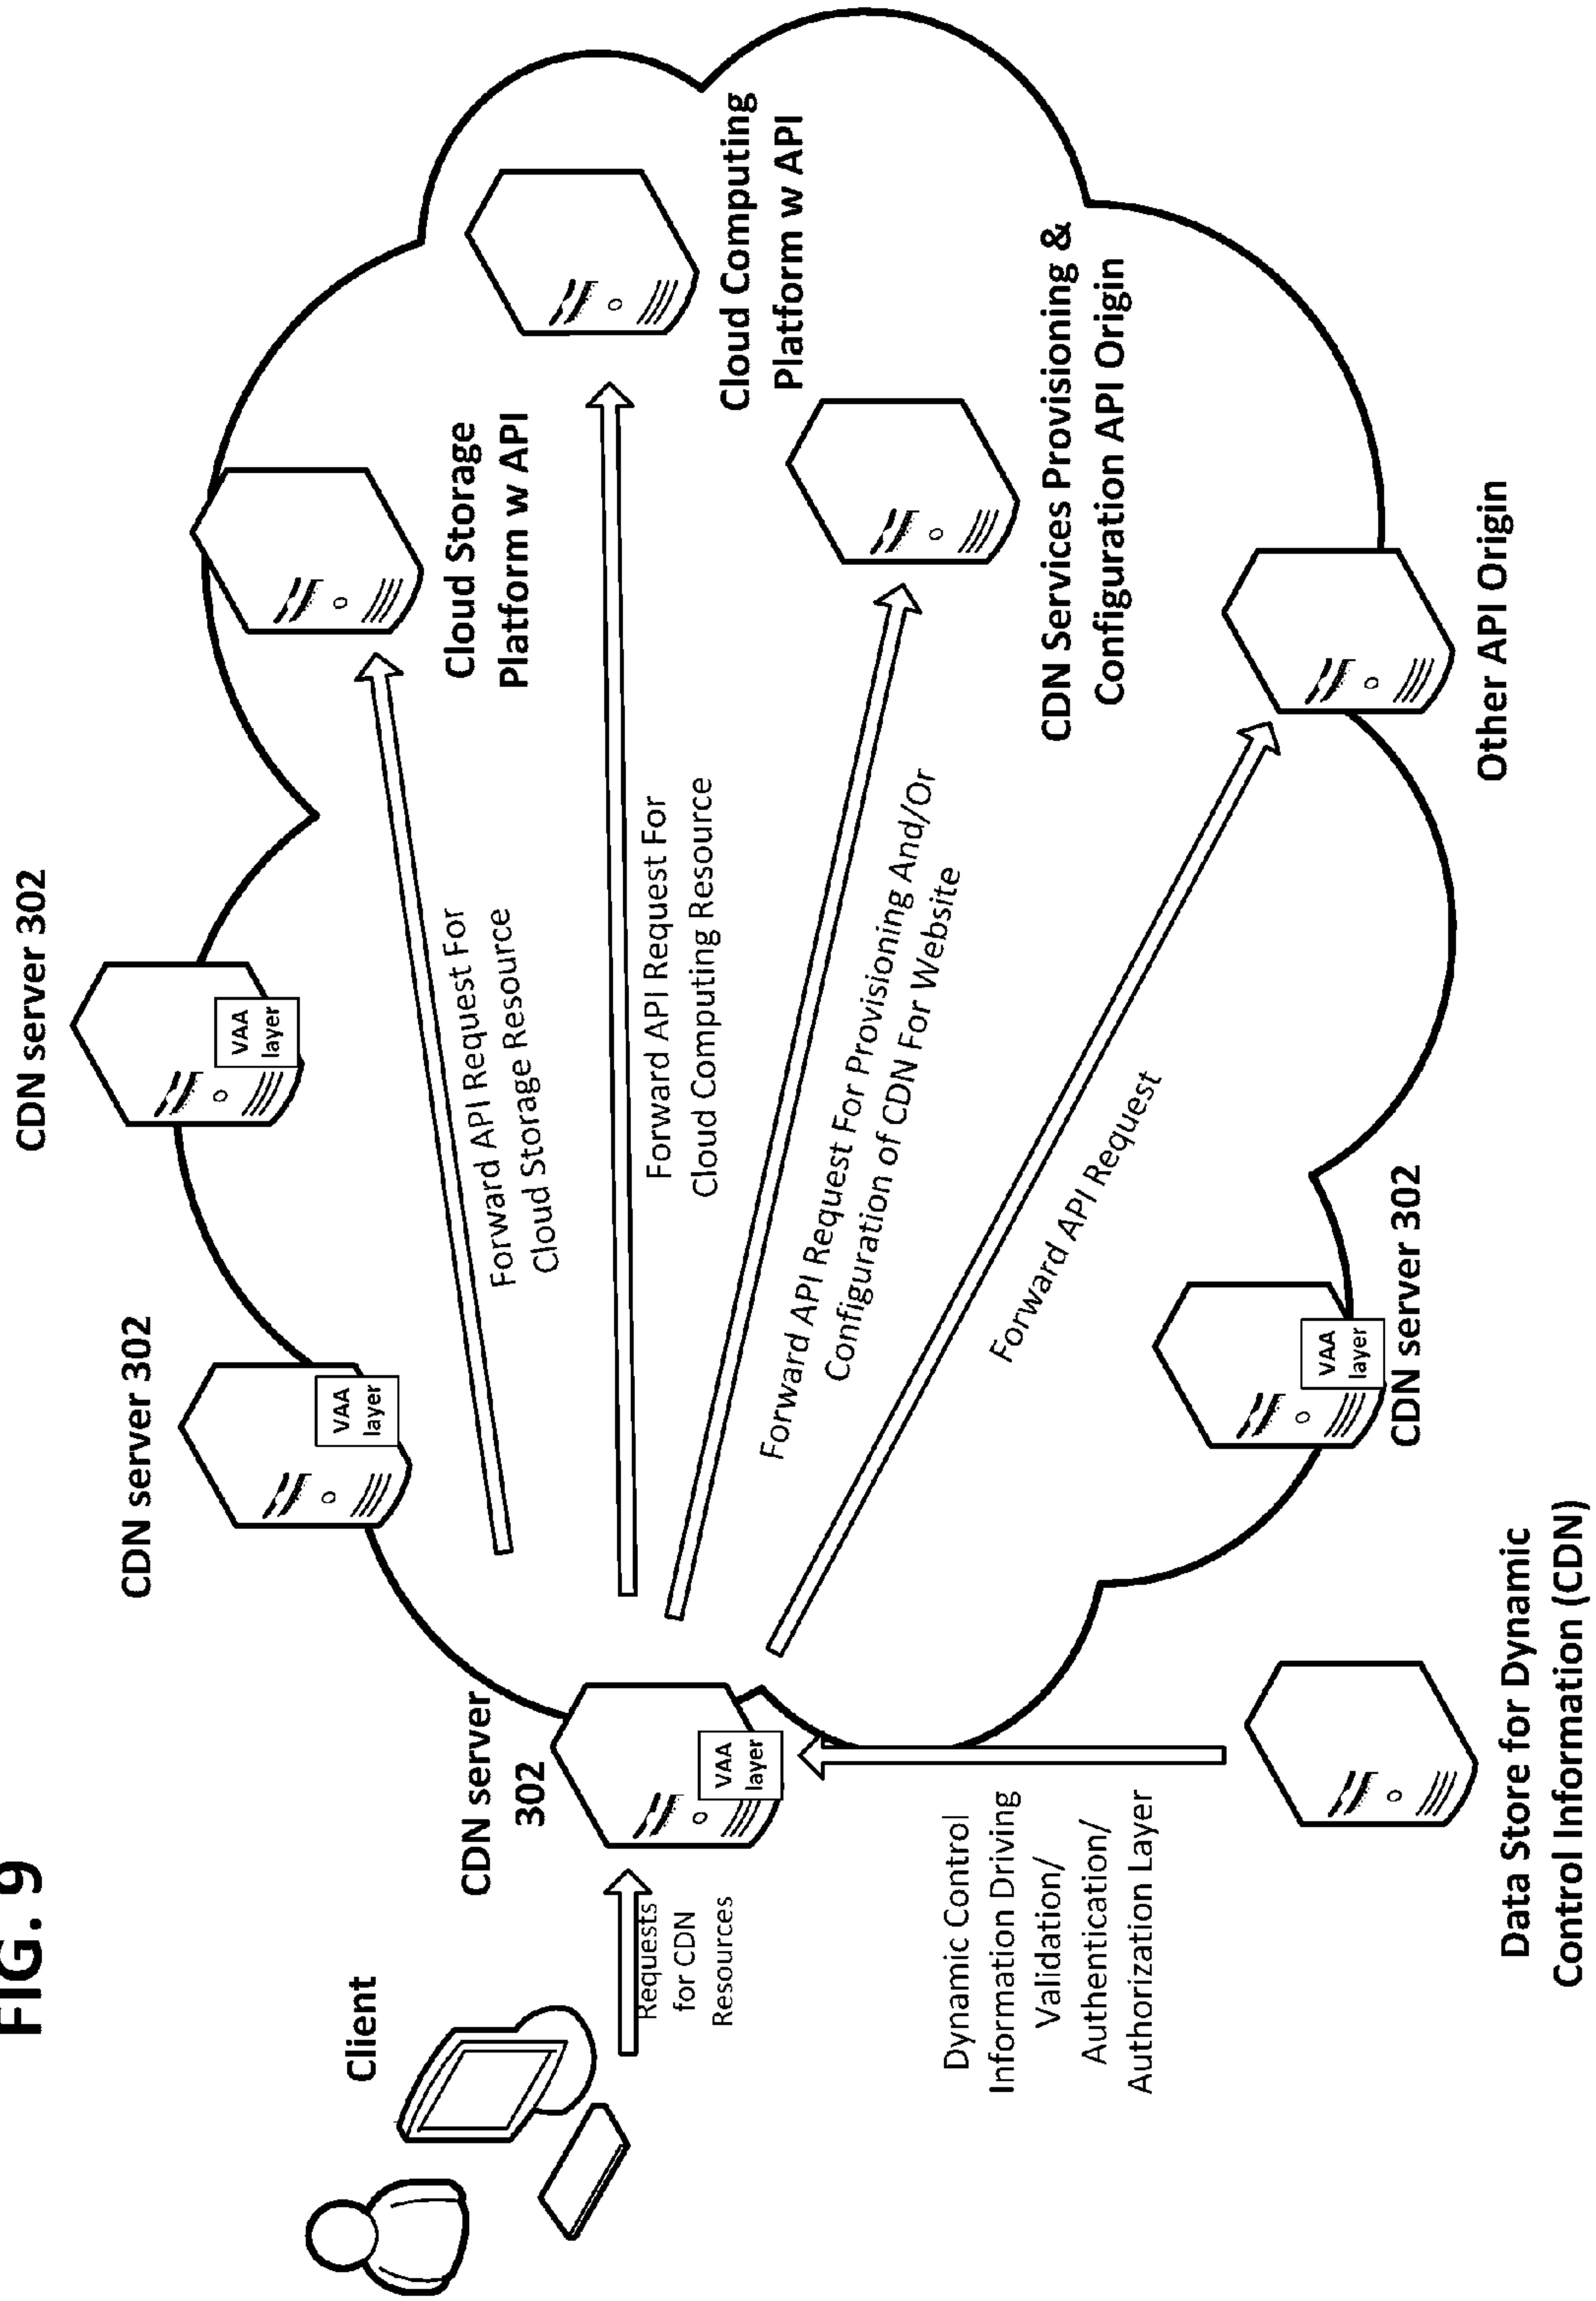 FIG. 9
Client
Requests
for CDN
Resources
CDN server
302
VAA
layer
CDN server 302
VAA
layer
CDN server 302
VAA
layer
CDN server 302
VAA
layer
Dynamic Control
Information Driving
Validation/
Authentication/
Authorization Layer
Data Store for Dynamic
Control Information (CDN)
Forward API Request For
Cloud Storage Resource
Cloud Storage
Platform w API
Forward API Request For
Cloud Computing Resource
Cloud Computing
Platform w API
Forward API Request For Provisioning And/Or
Configuration of CDN For Website
CDN Services Provisioning &
Configuration API Origin
Forward API Request
Other API Origin